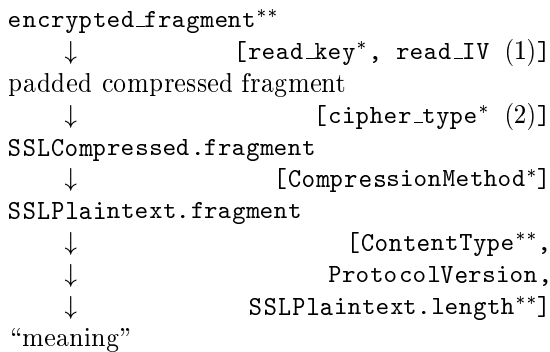 encrypted_fragment**
↓ [read_key*, read_IV (1)]
padded compressed fragment
↓ [cipher_type* (2)]
SSLCompressed.fragment
↓ [CompressionMethod*]
SSLPlaintext.fragment
↓ [ContentType**,
↓ ProtocolVersion,
↓ SSLPlaintext.length**]
“meaning”